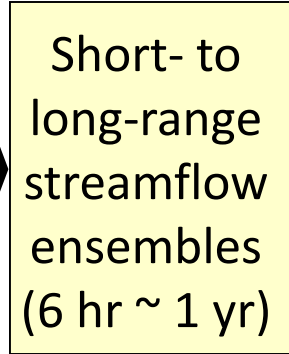 Short- to
long-range
streamflow
ensembles
(6 hr ~ 1 yr)